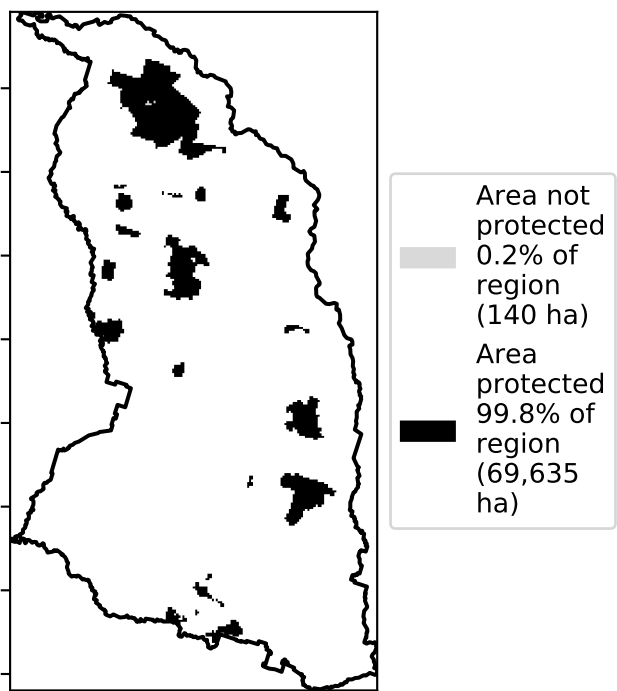 Area not
protected
0.2% of
region
(140 ha)
Area
protected
99.8% of
region
(69,635
ha)